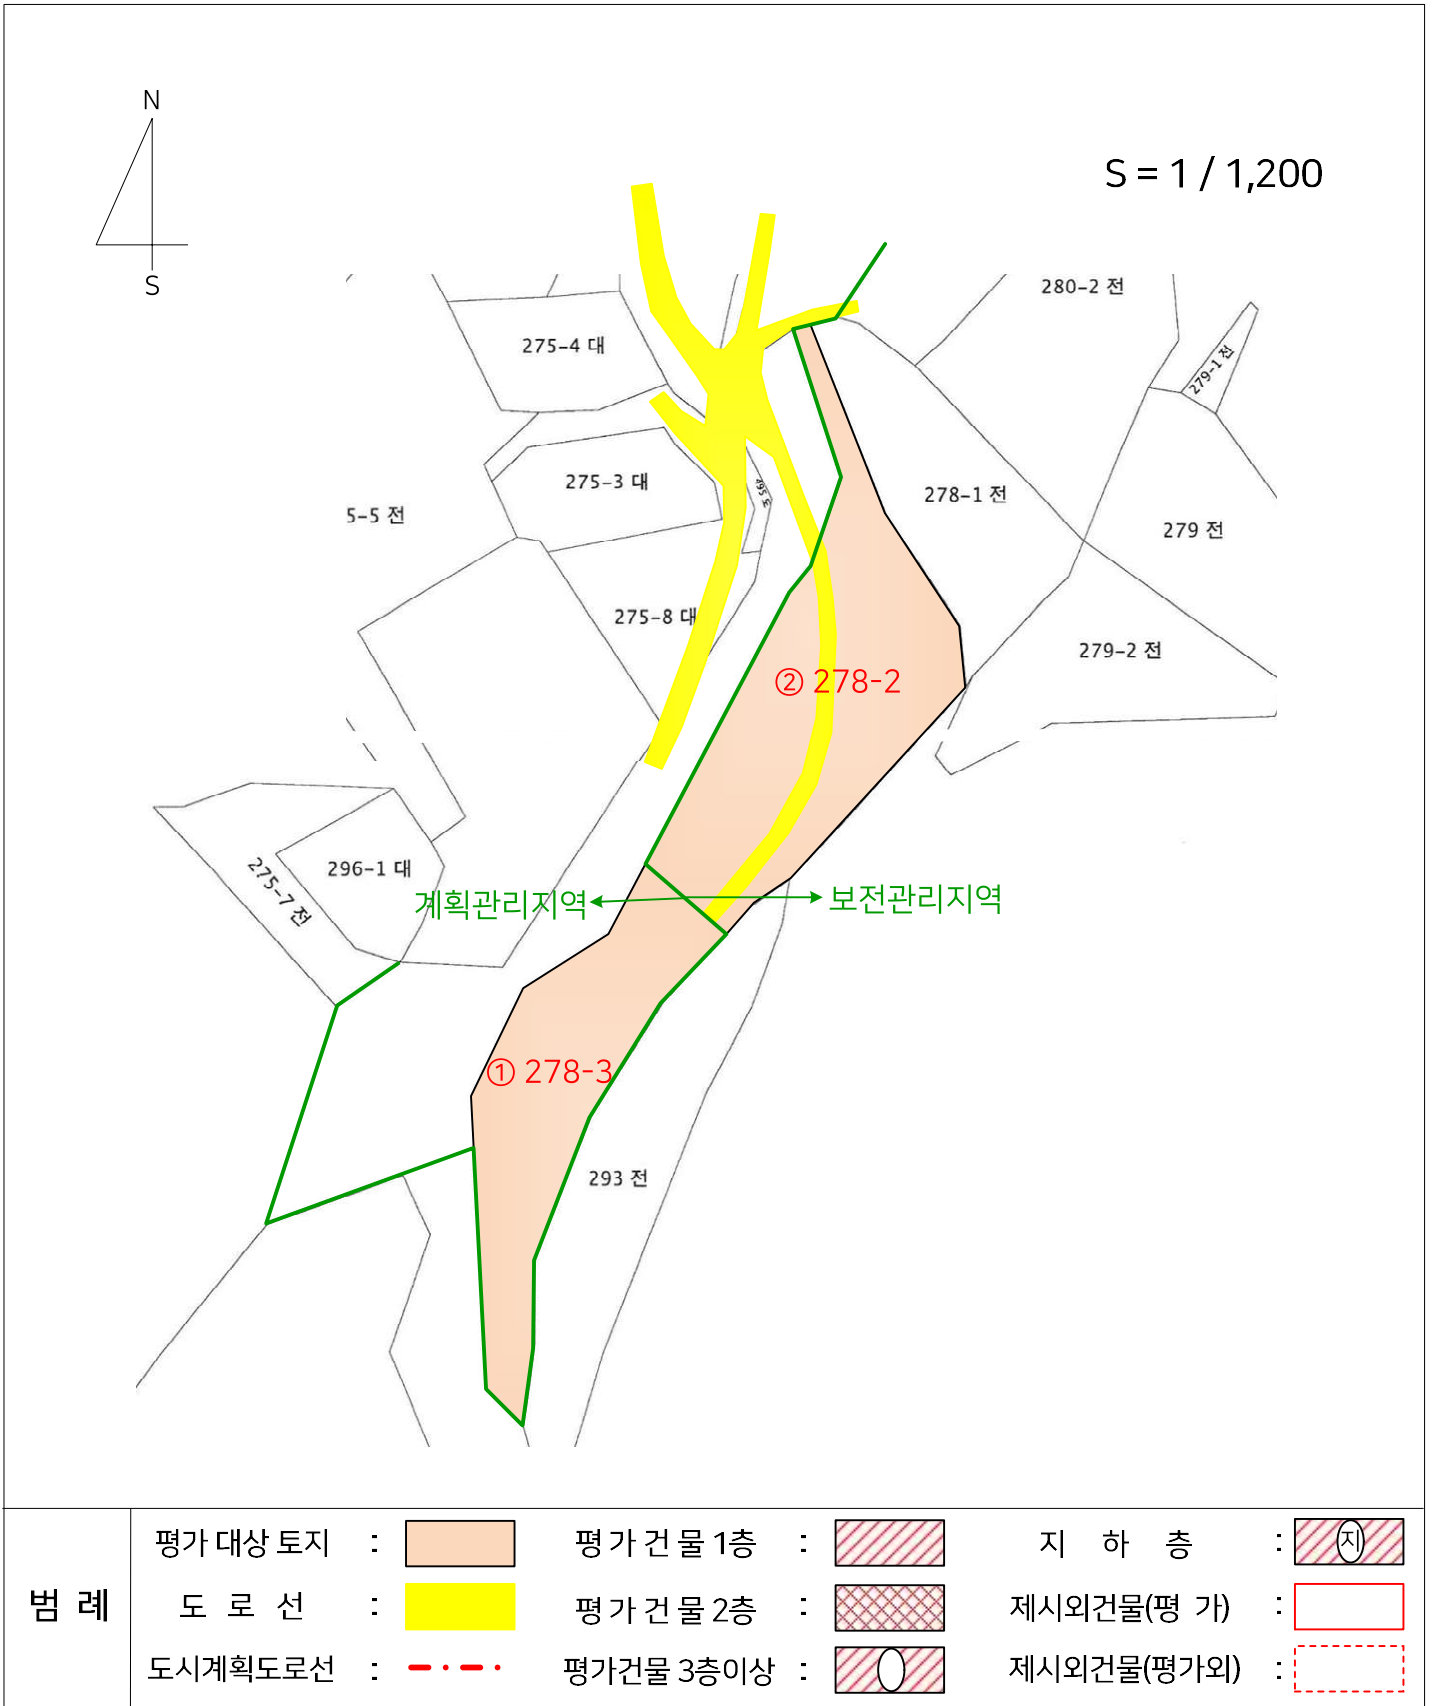 N
S
S = 1 / 1,200
280-2 전
275-4 대
279-1 전
275-3 대
278-1 전
5-5 전
279 전
275-8 대
279-2 전
② 278-2
296-1 대
275-7 전
계획관리지역
보전관리지역
① 278-3
293 전
범 례
평가 대상 토지 :
평 가 건 물 1층 :
지 하 층 :
지
도 로 선 :
평 가 건 물 2층 :
제시외건물(평 가) :
도시계획도로선 :
평가건물 3층이상 :
제시외건물(평가외) :